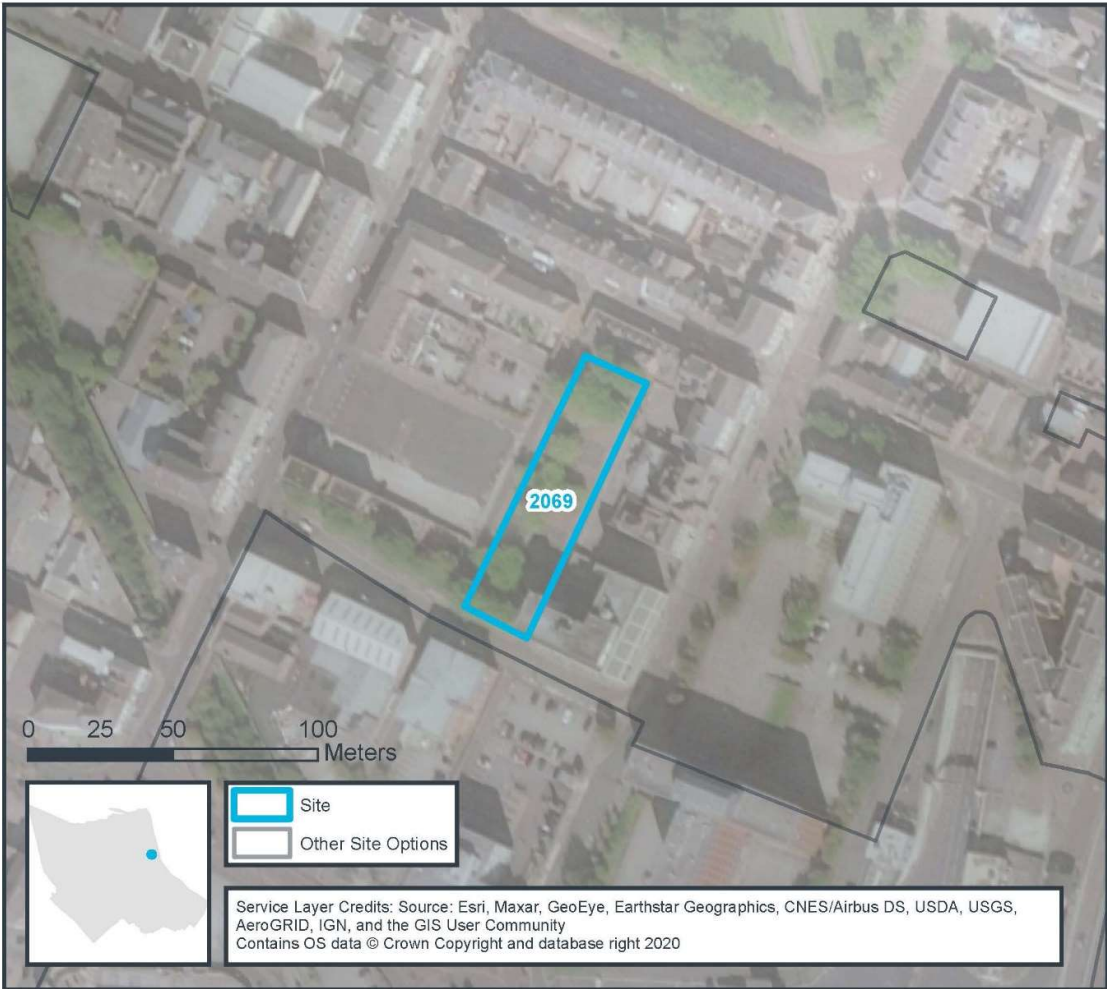 2069
0 25 50 100
Meters
Site
Other Site Options
Service Layer Credits: Source: Esri, Maxar, GeoEye, Earthstar Geographics, CNES/Airbus DS, USDA, USGS,
AeroGRID, IGN, and the GIS User Community
Contains OS data © Crown Copyright and database right 2020